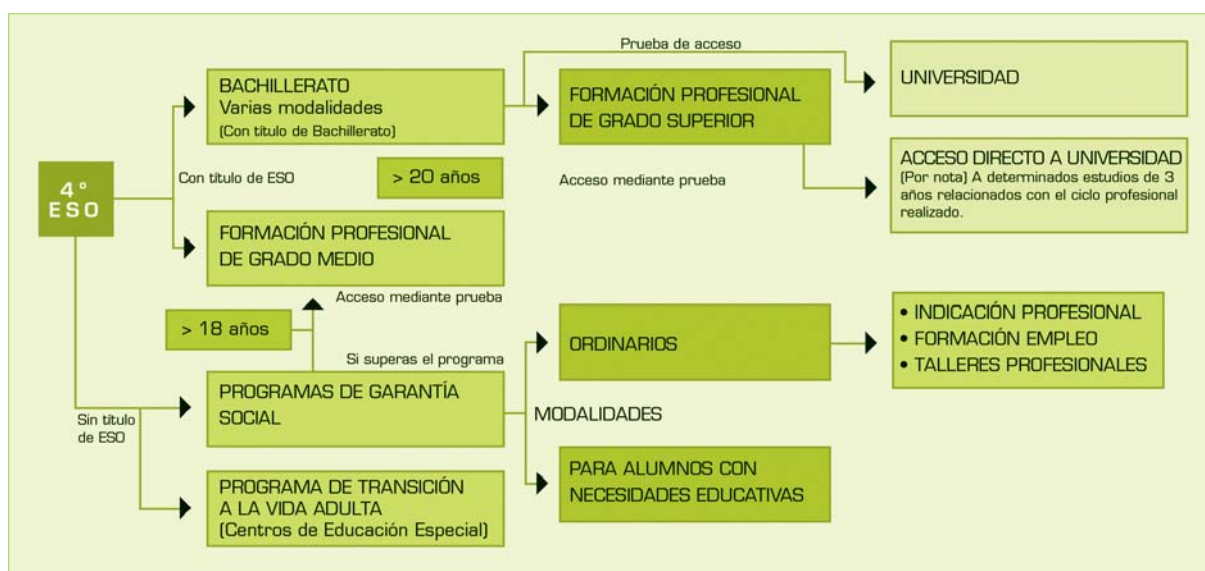 Prueba de acceso
BACHILLERATO
Varias modalidades
(Con título de Bachillerato)
FORMACIÓN PROFESIONAL
DE GRADO SUPERIOR
UNIVERSIDAD
4º
ESO
Con título de ESO
> 20 años
Acceso mediante prueba
ACCESO DIRECTO A UNIVERSIDAD
(Por nota) A determinados estudios de 3
años relacionados con el ciclo profesional
realizado.
FORMACIÓN PROFESIONAL
DE GRADO MEDIO
Acceso mediante prueba
> 18 años
Si superas el programa
ORDINARIOS
• INDICACIÓN PROFESIONAL
• FORMACIÓN EMPLEO
• TALLERES PROFESIONALES
Sin título
de ESO
PROGRAMAS DE GARANTÍA
SOCIAL
MODALIDADES
PARA ALUMNOS CON
NECESIDADES EDUCATIVAS
PROGRAMA DE TRANSICIÓN
A LA VIDA ADULTA
(Centros de Educación Especial)